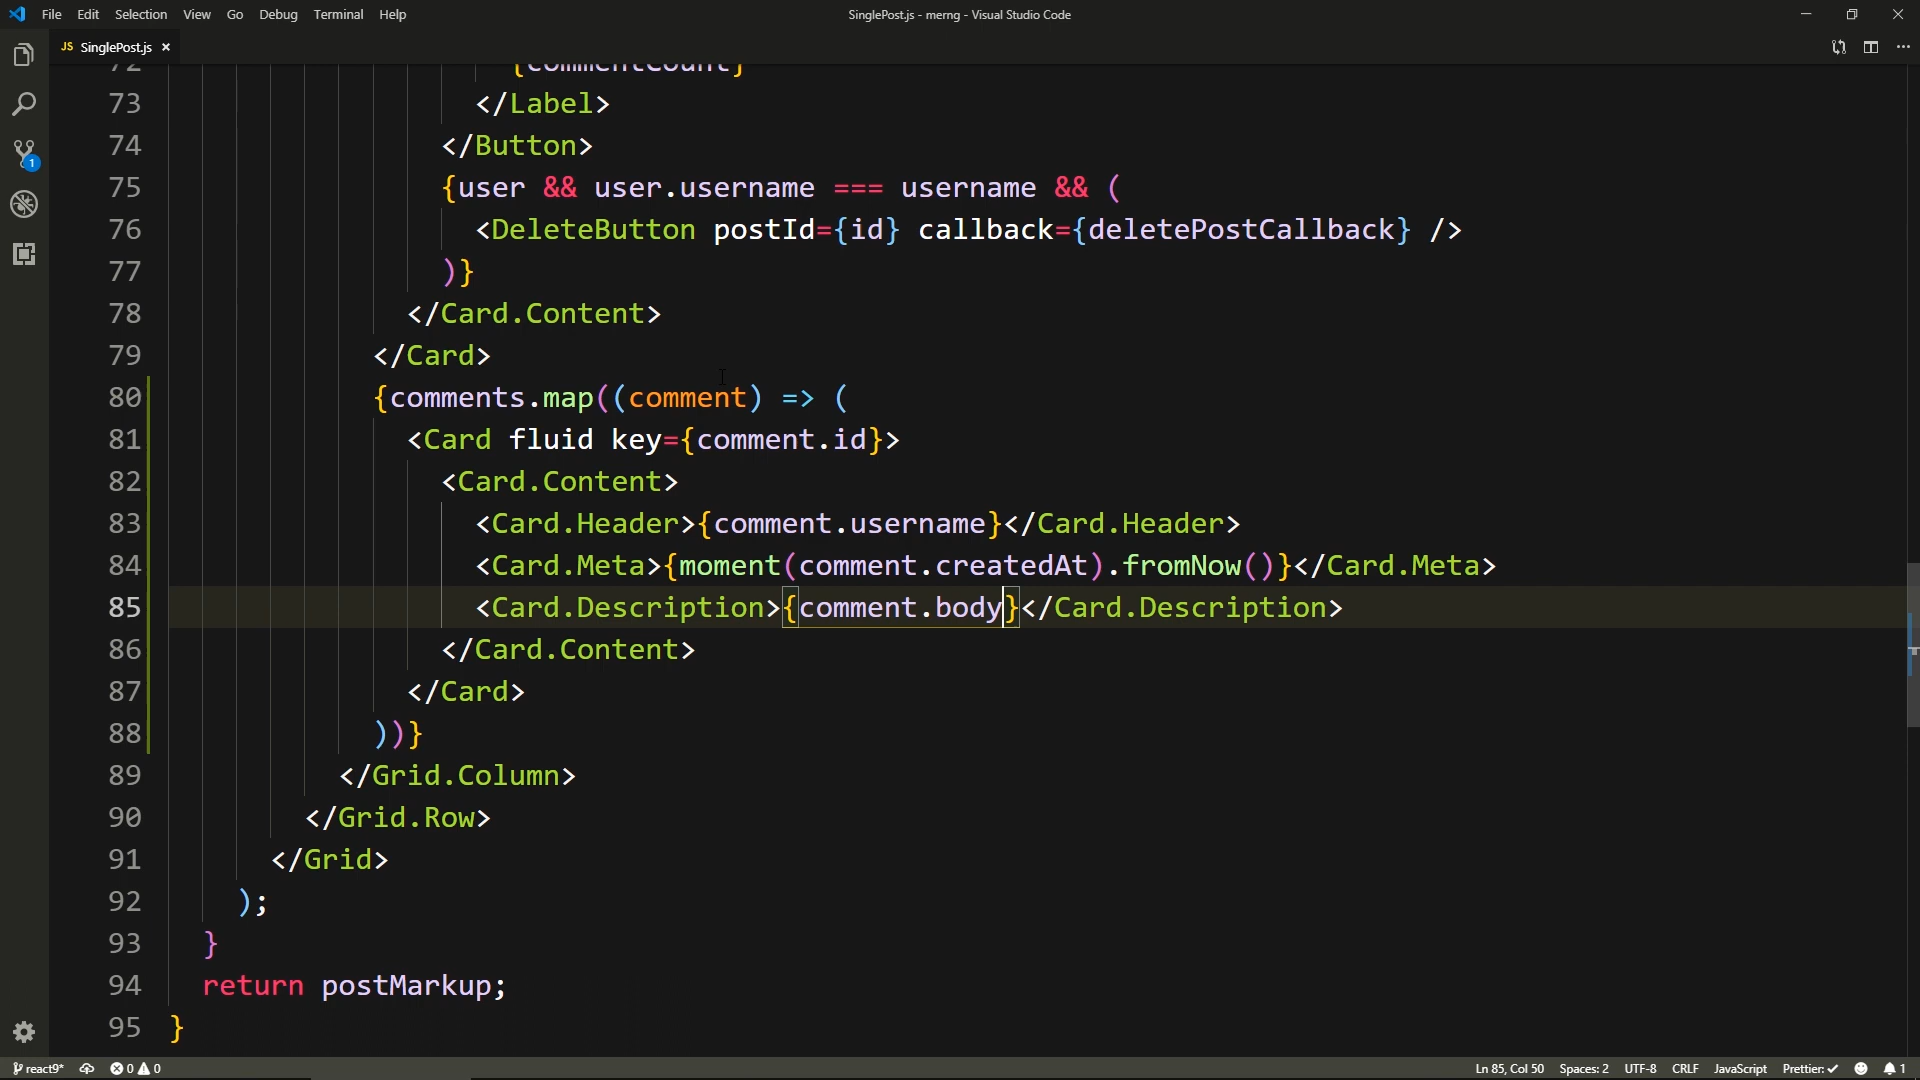 File Edit Selection View Go Debug Terminal Help
SinglePost.js - merng - Visual Studio Code
JS SinglePost.js ×
72 {commentCount}
73 </Label>
74 </Button>
75 {user && user.username === username && (
76 <DeleteButton postId={id} callback={deletePostCallback} />
77 )}
78 </Card.Content>
79 </Card>
80 {comments.map((comment) => (
81 <Card fluid key={comment.id}>
82 <Card.Content>
83 <Card.Header>{comment.username}</Card.Header>
84 <Card.Meta>{moment(comment.createdAt).fromNow()}</Card.Meta>
85 <Card.Description>{comment.body}</Card.Description>
86 </Card.Content>
87 </Card>
88 ))}
89 </Grid.Column>
90 </Grid.Row>
91 </Grid>
92 );
93 }
94 return postMarkup;
95 }
1
react9* 0 0 Ln 85, Col 50 Spaces: 2 UTF-8 CRLF JavaScript Prettier: ✓ 1